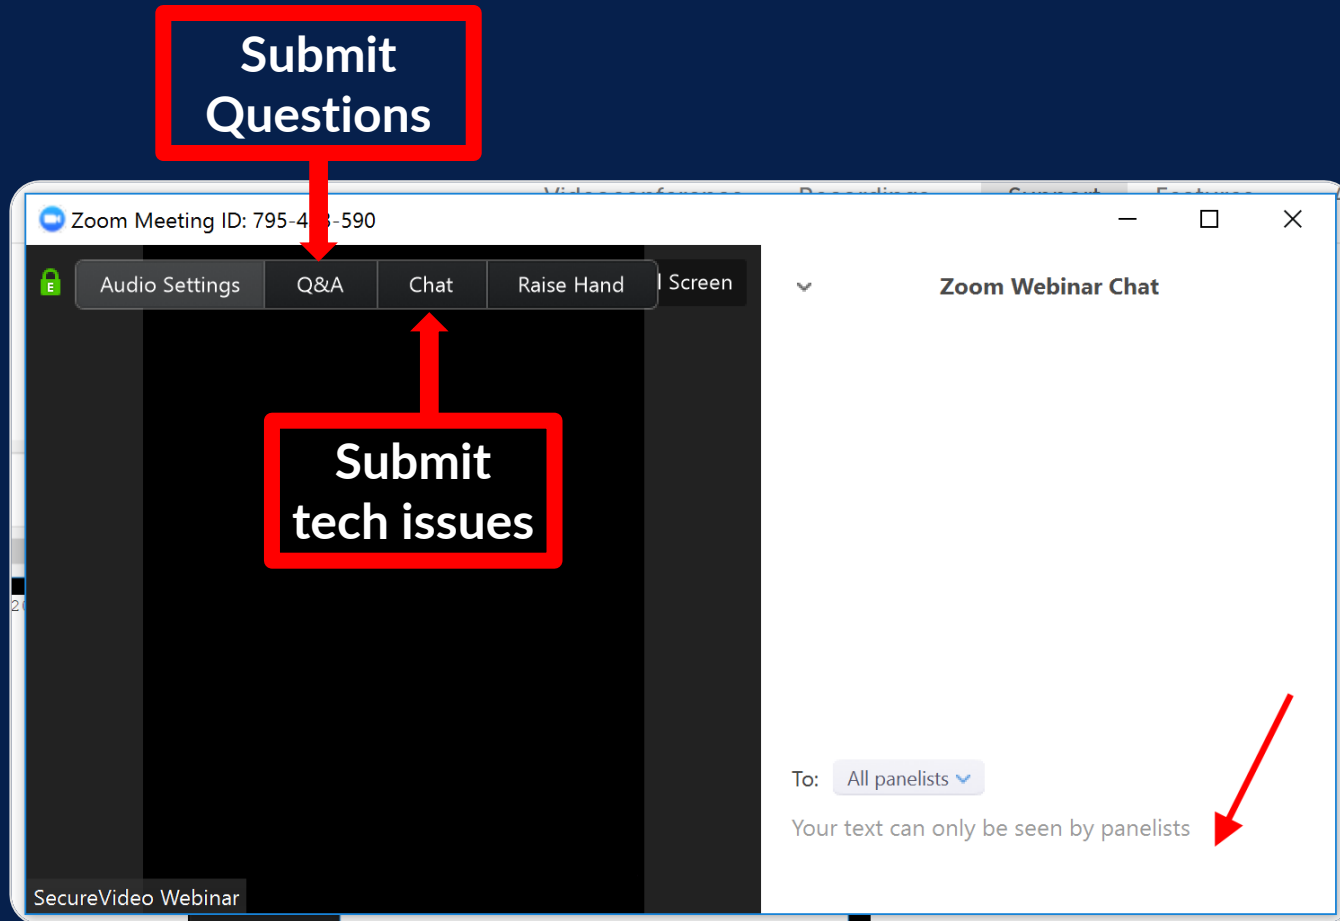 Submit
Questions
Zoom Meeting ID: 795-4 3-590
Audio Settings
Q&A
Chat
Raise Hand
Screen
Zoom Webinar Chat
Submit
tech issues
To: All panelists
Your text can only be seen by panelists
SecureVideo Webinar